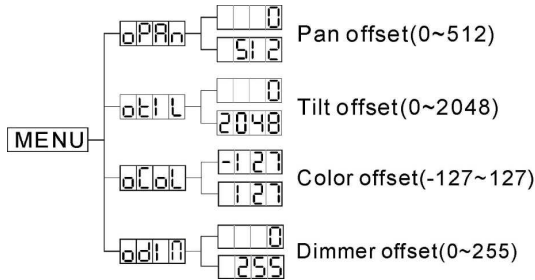 0
oPAn
Pan offset(0~512)
512
0
otIL
Tilt offset(0~2048)
2048
MENU
-127
oCoL
Color offset(-127~127)
127
0
odIM
Dimmer offset(0~255)
255